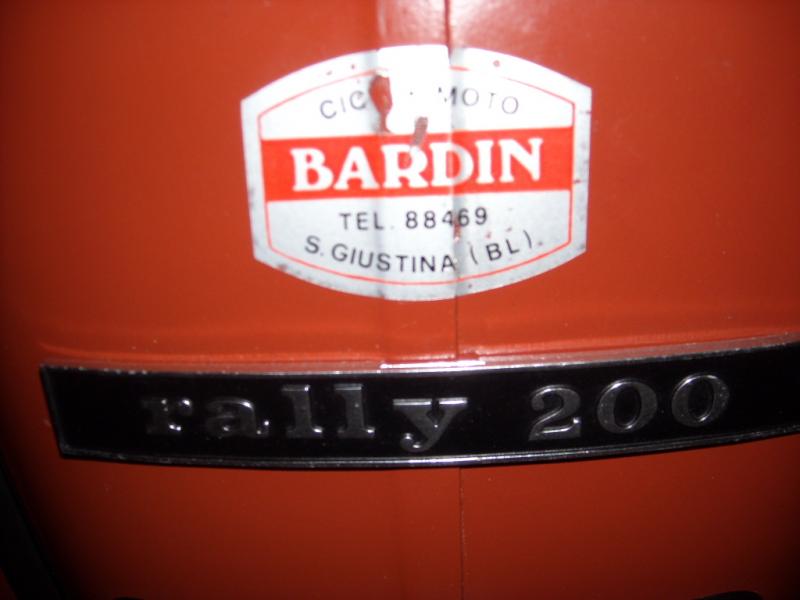 MOTO
BARDIN
TEL. 88469
S. GIUSTINA (BL)
rally 200